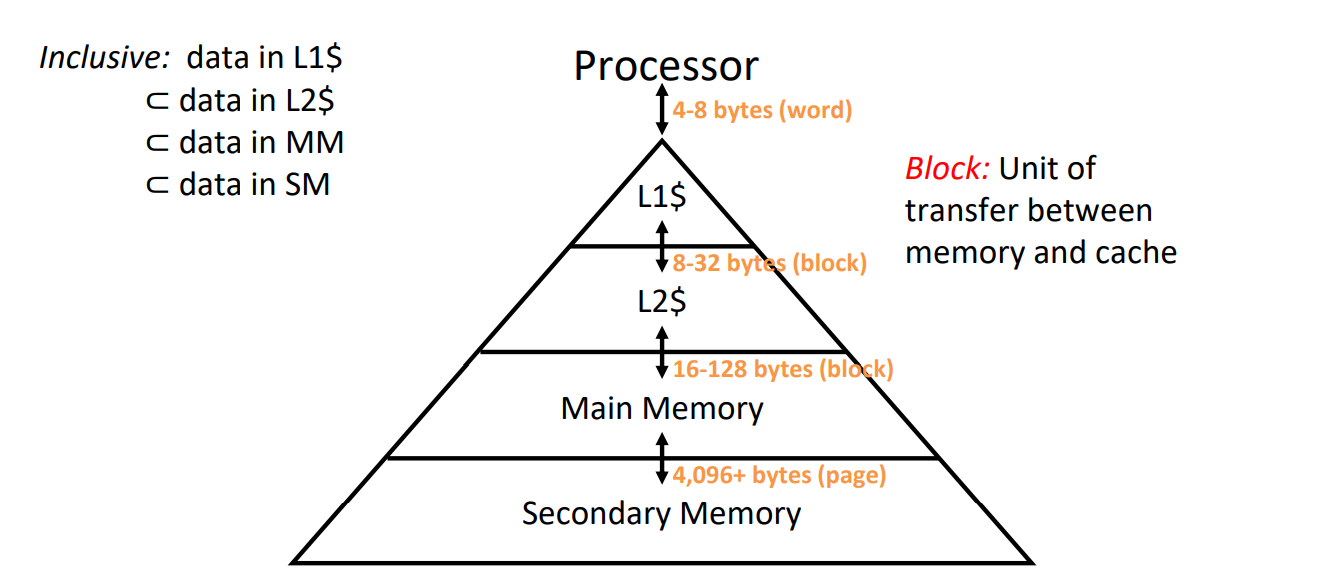 Inclusive: data in L1$
⊂ data in L2$
⊂ data in MM
⊂ data in SM
Processor
4-8 bytes (word)
L1$
8-32 bytes (block)
L2$
16-128 bytes (block)
Main Memory
4,096+ bytes (page)
Secondary Memory
Block: Unit of
transfer between
memory and cache